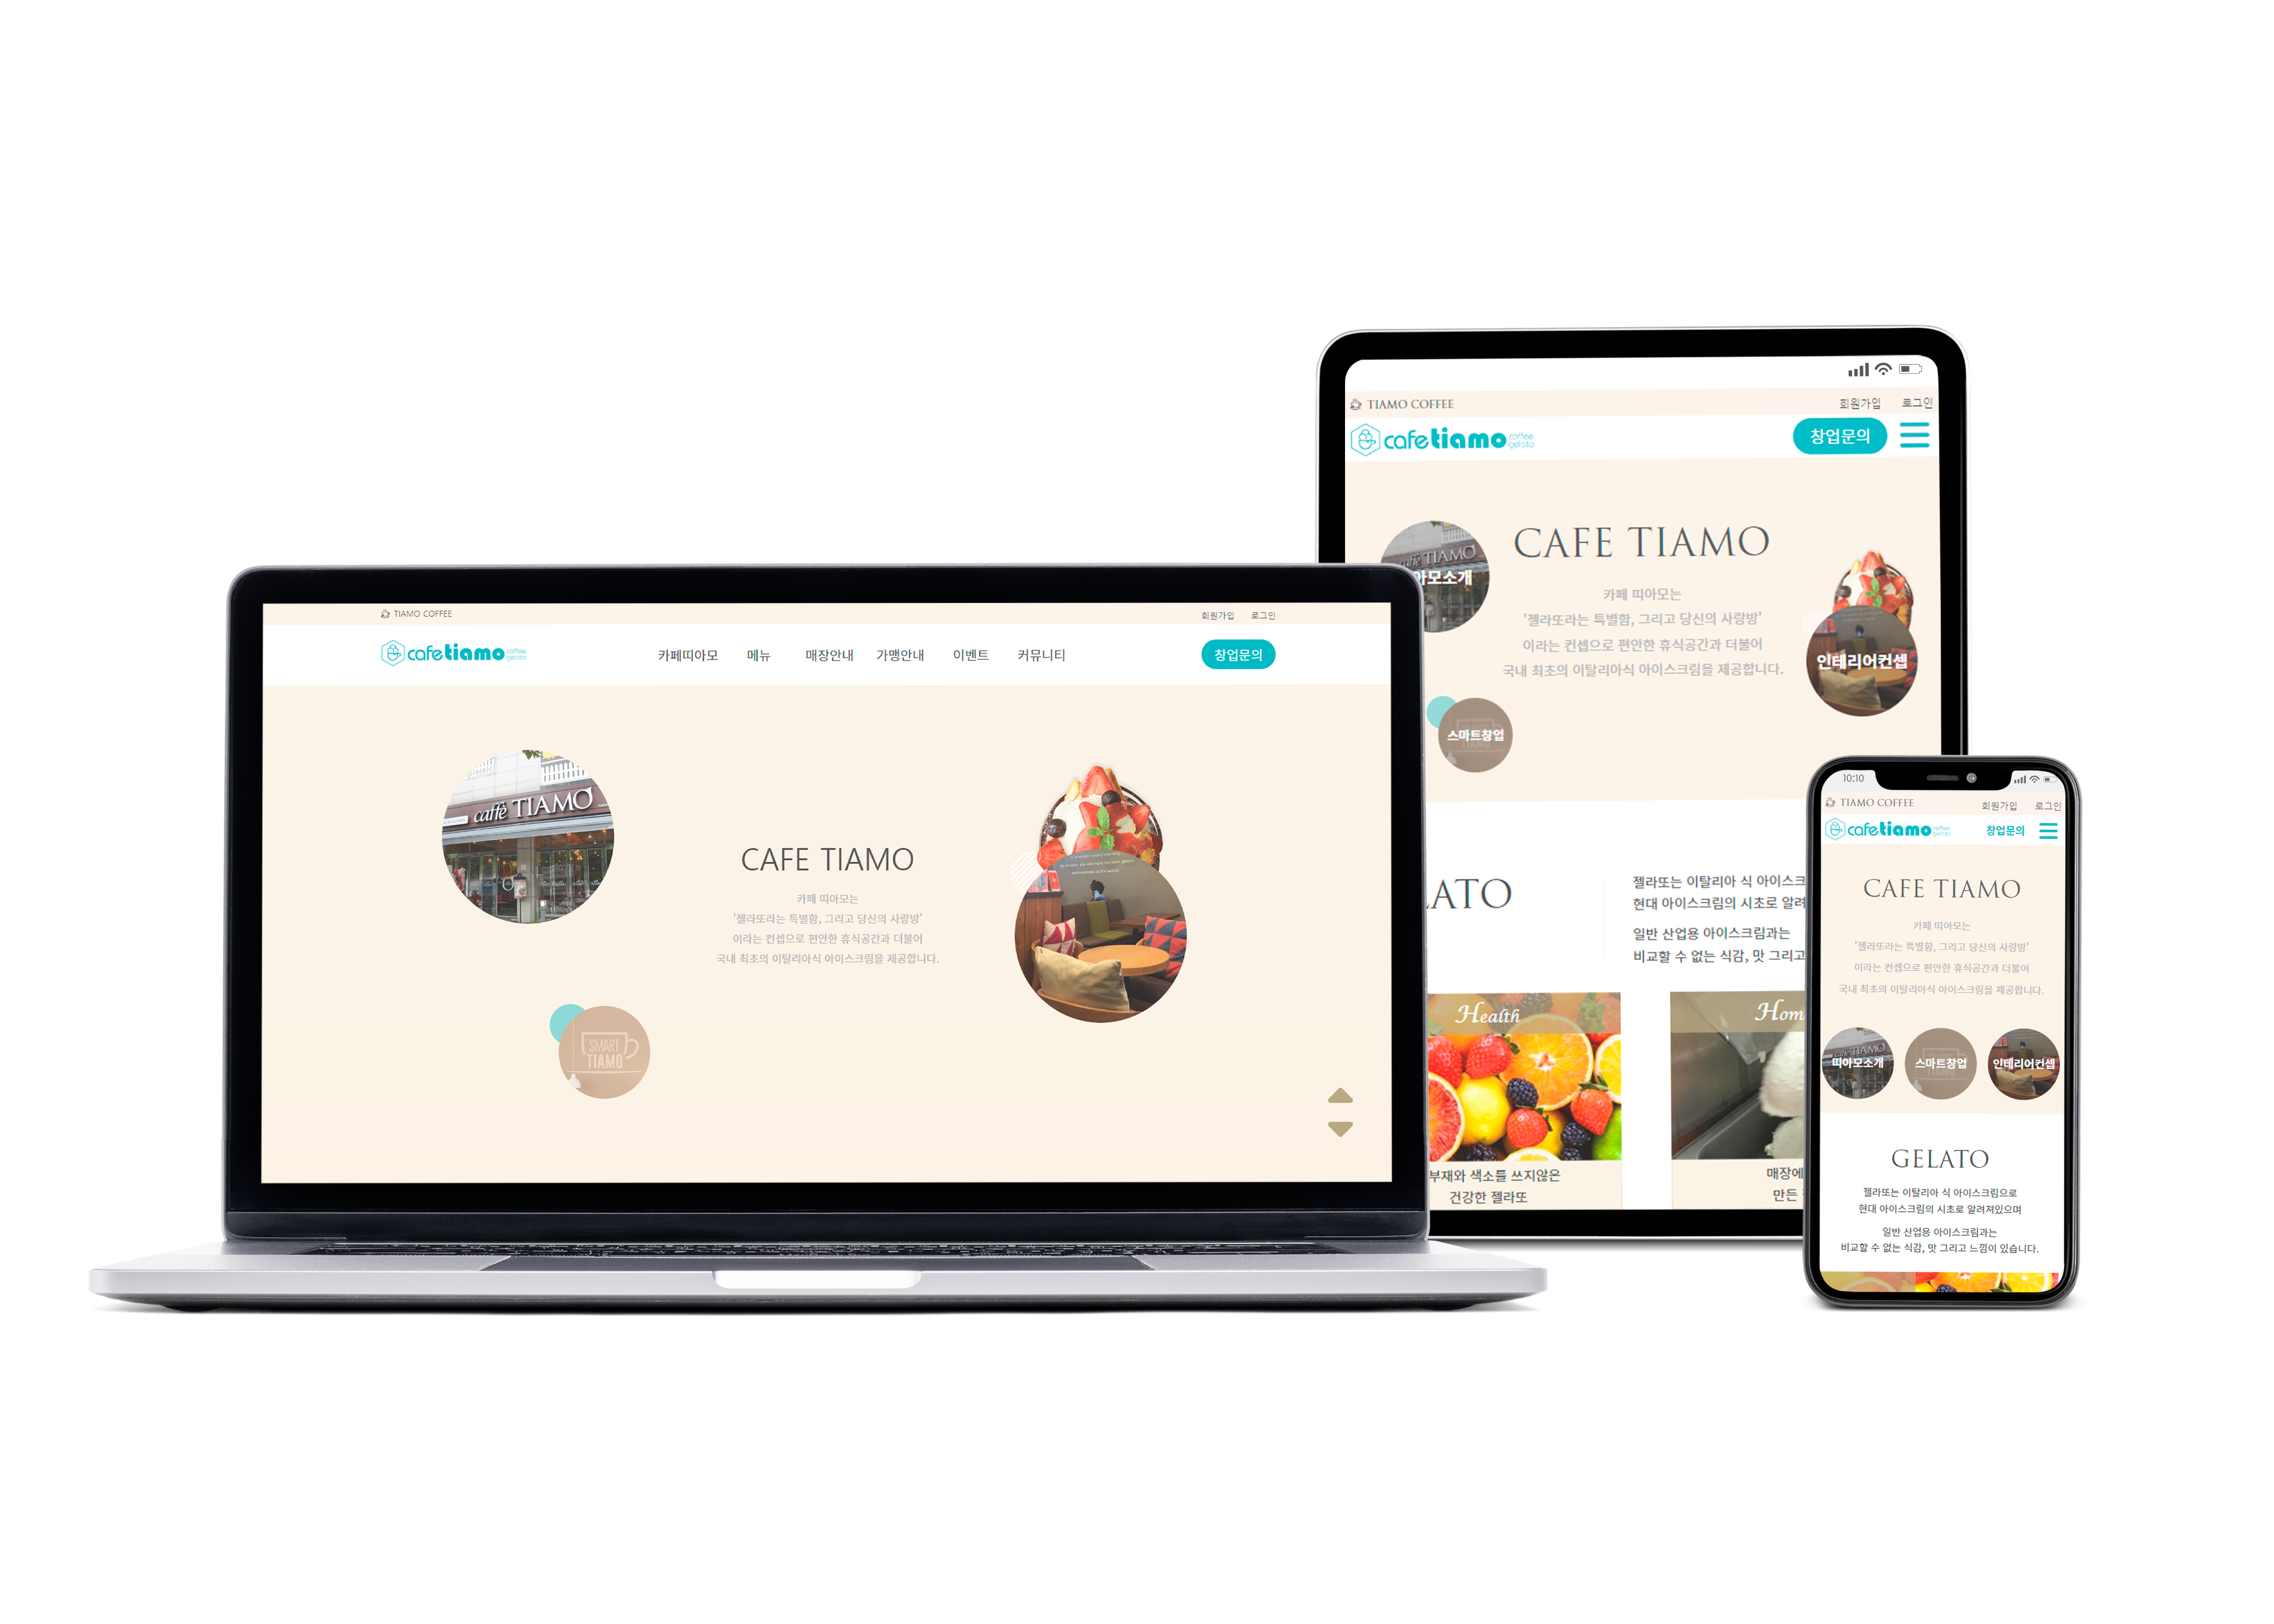 TIAMO COFFEE
회원가입 로그인
cafe tiamo coffee gelato
카페띠아모 메뉴 매장안내 가맹안내 이벤트 커뮤니티
창업문의
caffé TIAMO
CAFE TIAMO
카페 띠아모는
'젤라또라는 특별함, 그리고 당신의 사랑방'
이라는 컨셉으로 편안한 휴식공간과 더불어
국내 최초의 이탈리아식 아이스크림을 제공합니다.
SMART
TIAMO
TIAMO COFFEE
회원가입 로그인
cafe tiamo coffee gelato
창업문의
caffé TIAMO
아모소개
CAFE TIAMO
카페 띠아모는
'젤라또라는 특별함, 그리고 당신의 사랑방'
이라는 컨셉으로 편안한 휴식공간과 더불어
국내 최초의 이탈리아식 아이스크림을 제공합니다.
인테리어컨셉
스마트창업
LATO
젤라또는 이탈리아 식 아이스크
현대 아이스크림의 시초로 알려
일반 산업용 아이스크림과는
비교할 수 없는 식감, 맛 그리고
Health
부재와 색소를 쓰지않은
건강한 젤라또
Hom
매장에
만든
10:10
TIAMO COFFEE
회원가입 로그인
cafe tiamo coffee gelato
창업문의
CAFE TIAMO
카페 띠아모는
'젤라또라는 특별함, 그리고 당신의 사랑방'
이라는 컨셉으로 편안한 휴식공간과 더불어
국내 최초의 이탈리아식 아이스크림을 제공합니다.
caffé TIAMO
띠아모소개
스마트창업
인테리어컨셉
GELATO
젤라또는 이탈리아 식 아이스크림으로
현대 아이스크림의 시초로 알려져있으며
일반 산업용 아이스크림과는
비교할 수 없는 식감, 맛 그리고 느낌이 있습니다.